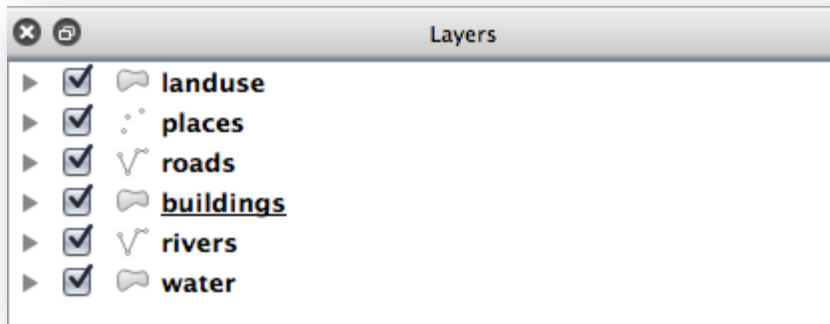 Layers
landuse
places
roads
buildings
rivers
water